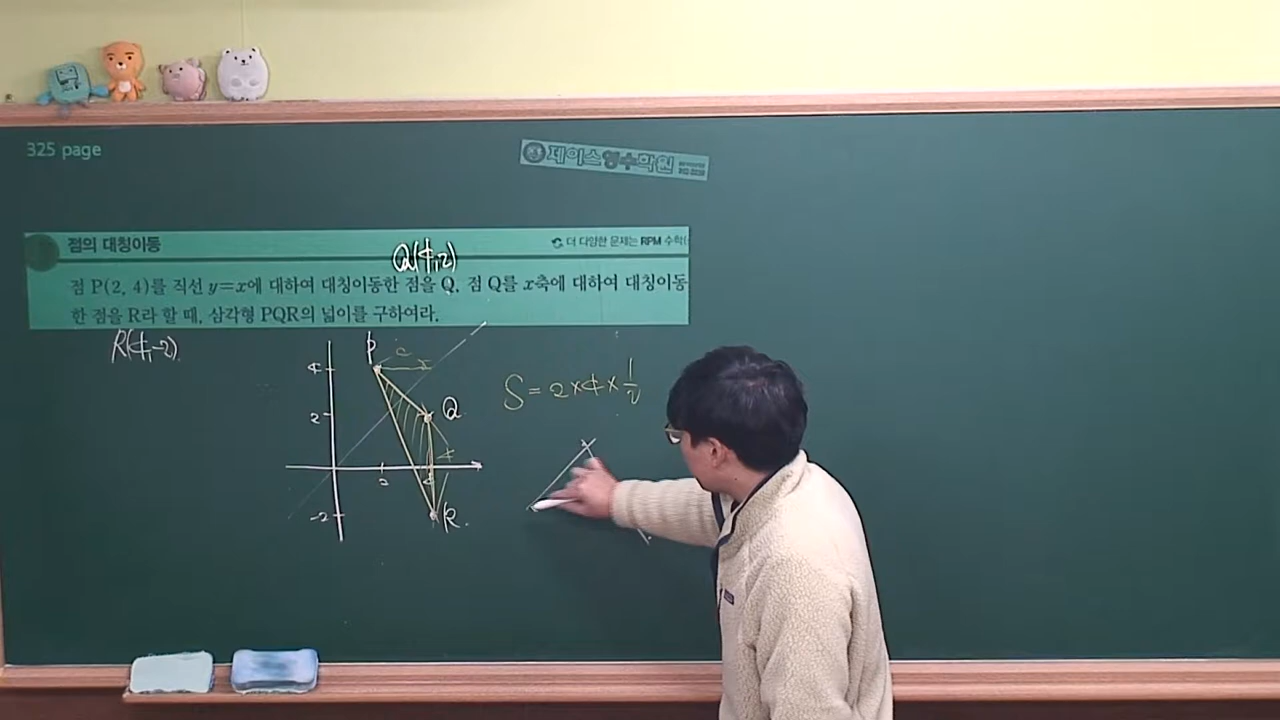 325 page
제이스영수학원
점의 대칭이동
더 다양한 문제는 RPM 수학(
Q(4,2)
점 P(2, 4)를 직선 y=x에 대하여 대칭이동한 점을 Q, 점 Q를 x축에 대하여 대칭이동
한 점을 R라 할 때, 삼각형 PQR의 넓이를 구하여라.
R(4,-2)
P
2
4
S=2×4×1/2
2
Q
4
2
4
-2
R